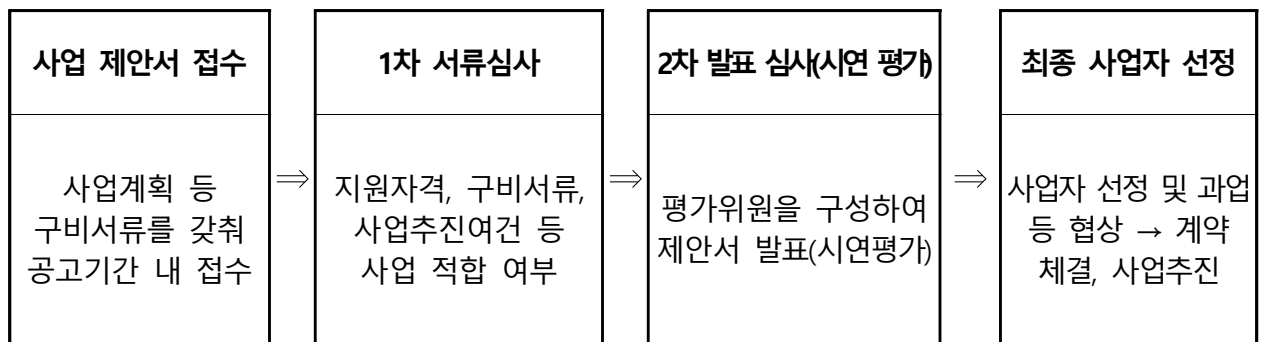 사업 제안서 접수
사업계획 등
구비서류를 갖춰
공고기간 내 접수
⇒
1차 서류심사
지원자격, 구비서류,
사업추진여건 등
사업 적합 여부
⇒
2차 발표 심사(시연 평가)
평가위원을 구성하여
제안서 발표(시연평가)
⇒
최종 사업자 선정
사업자 선정 및 과업
등 협상 → 계약
체결, 사업추진